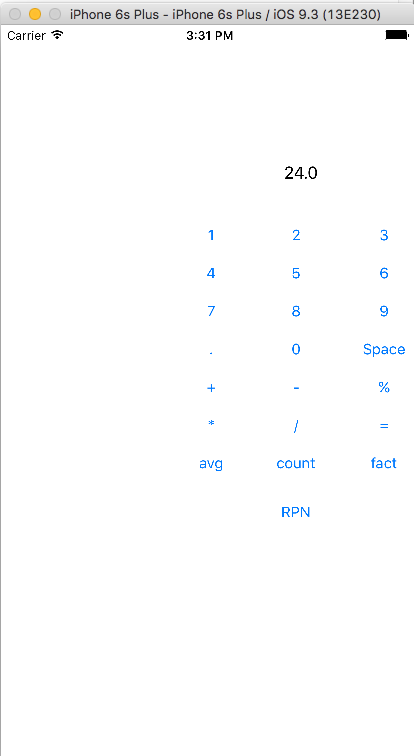 iPhone 6s Plus - iPhone 6s Plus / iOS 9.3 (13E230)
Carrier 3:31 PM
24.0
1 2 3
4 5 6
7 8 9
. 0 Space
+ - %
* / =
avg count fact
RPN